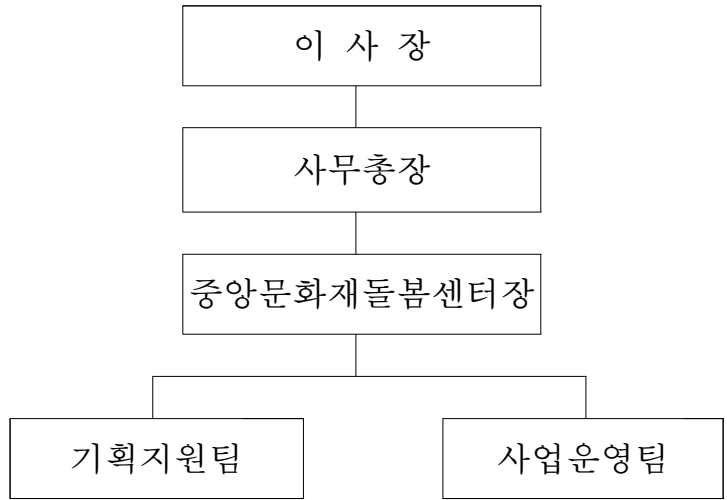 이 사 장
사무총장
중앙문화재돌봄센터장
기획지원팀
사업운영팀